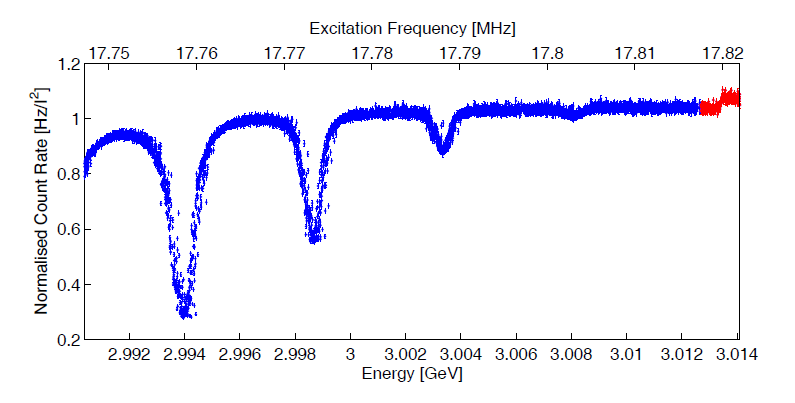 Excitation Frequency [MHz]
17.75 17.76 17.77 17.78 17.79 17.8 17.81 17.82
1.2
1
0.8
0.6
0.4
0.2
Normalised Count Rate [Hz/I²]
2.992 2.994 2.996 2.998 3 3.002 3.004 3.006 3.008 3.01 3.012 3.014
Energy [GeV]